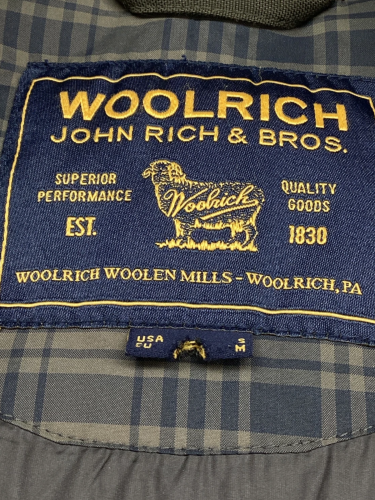 WOOLRICH
JOHN RICH & BROS.
SUPERIOR PERFORMANCE
Woolrich
QUALITY GOODS
EST.
1830
WOOLRICH WOOLEN MILLS - WOOLRICH, PA
USA S
EU M